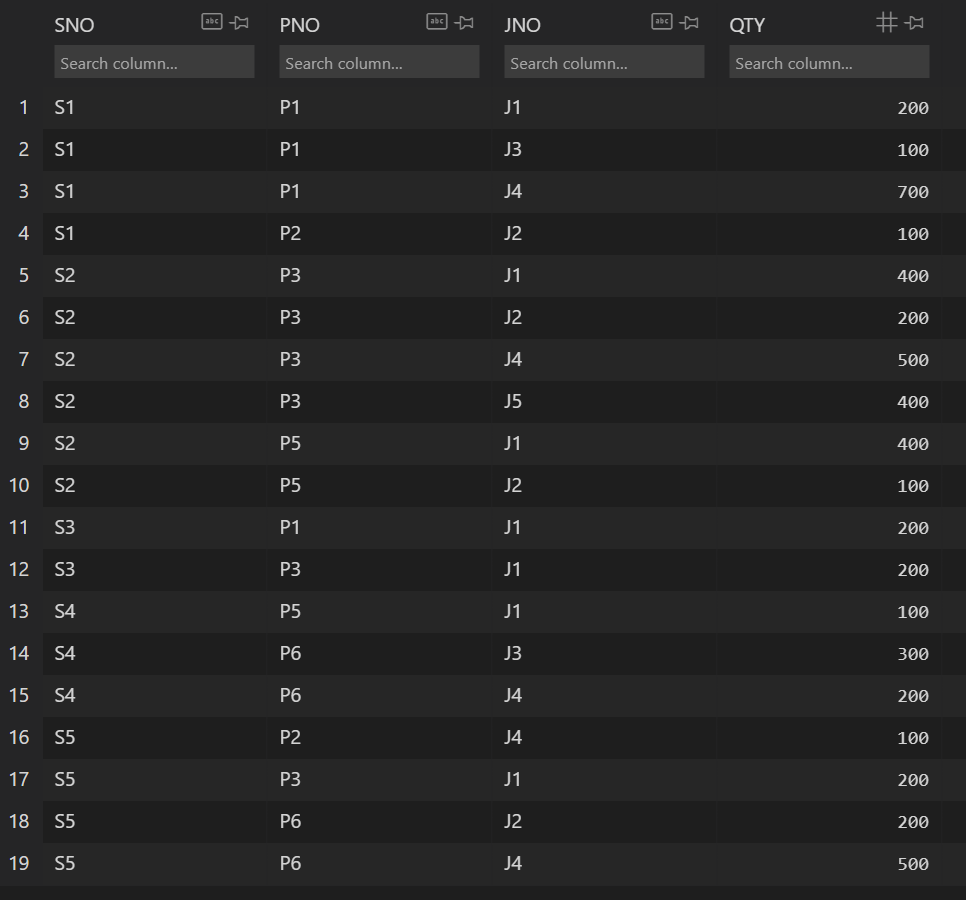 SNO abc PNO abc JNO abc QTY
Search column... Search column... Search column... Search column...
1 S1 P1 J1 200
2 S1 P1 J3 100
3 S1 P1 J4 700
4 S1 P2 J2 100
5 S2 P3 J1 400
6 S2 P3 J2 200
7 S2 P3 J4 500
8 S2 P3 J5 400
9 S2 P5 J1 400
10 S2 P5 J2 100
11 S3 P1 J1 200
12 S3 P3 J1 200
13 S4 P5 J1 100
14 S4 P6 J3 300
15 S4 P6 J4 200
16 S5 P2 J4 100
17 S5 P3 J1 200
18 S5 P6 J2 200
19 S5 P6 J4 500